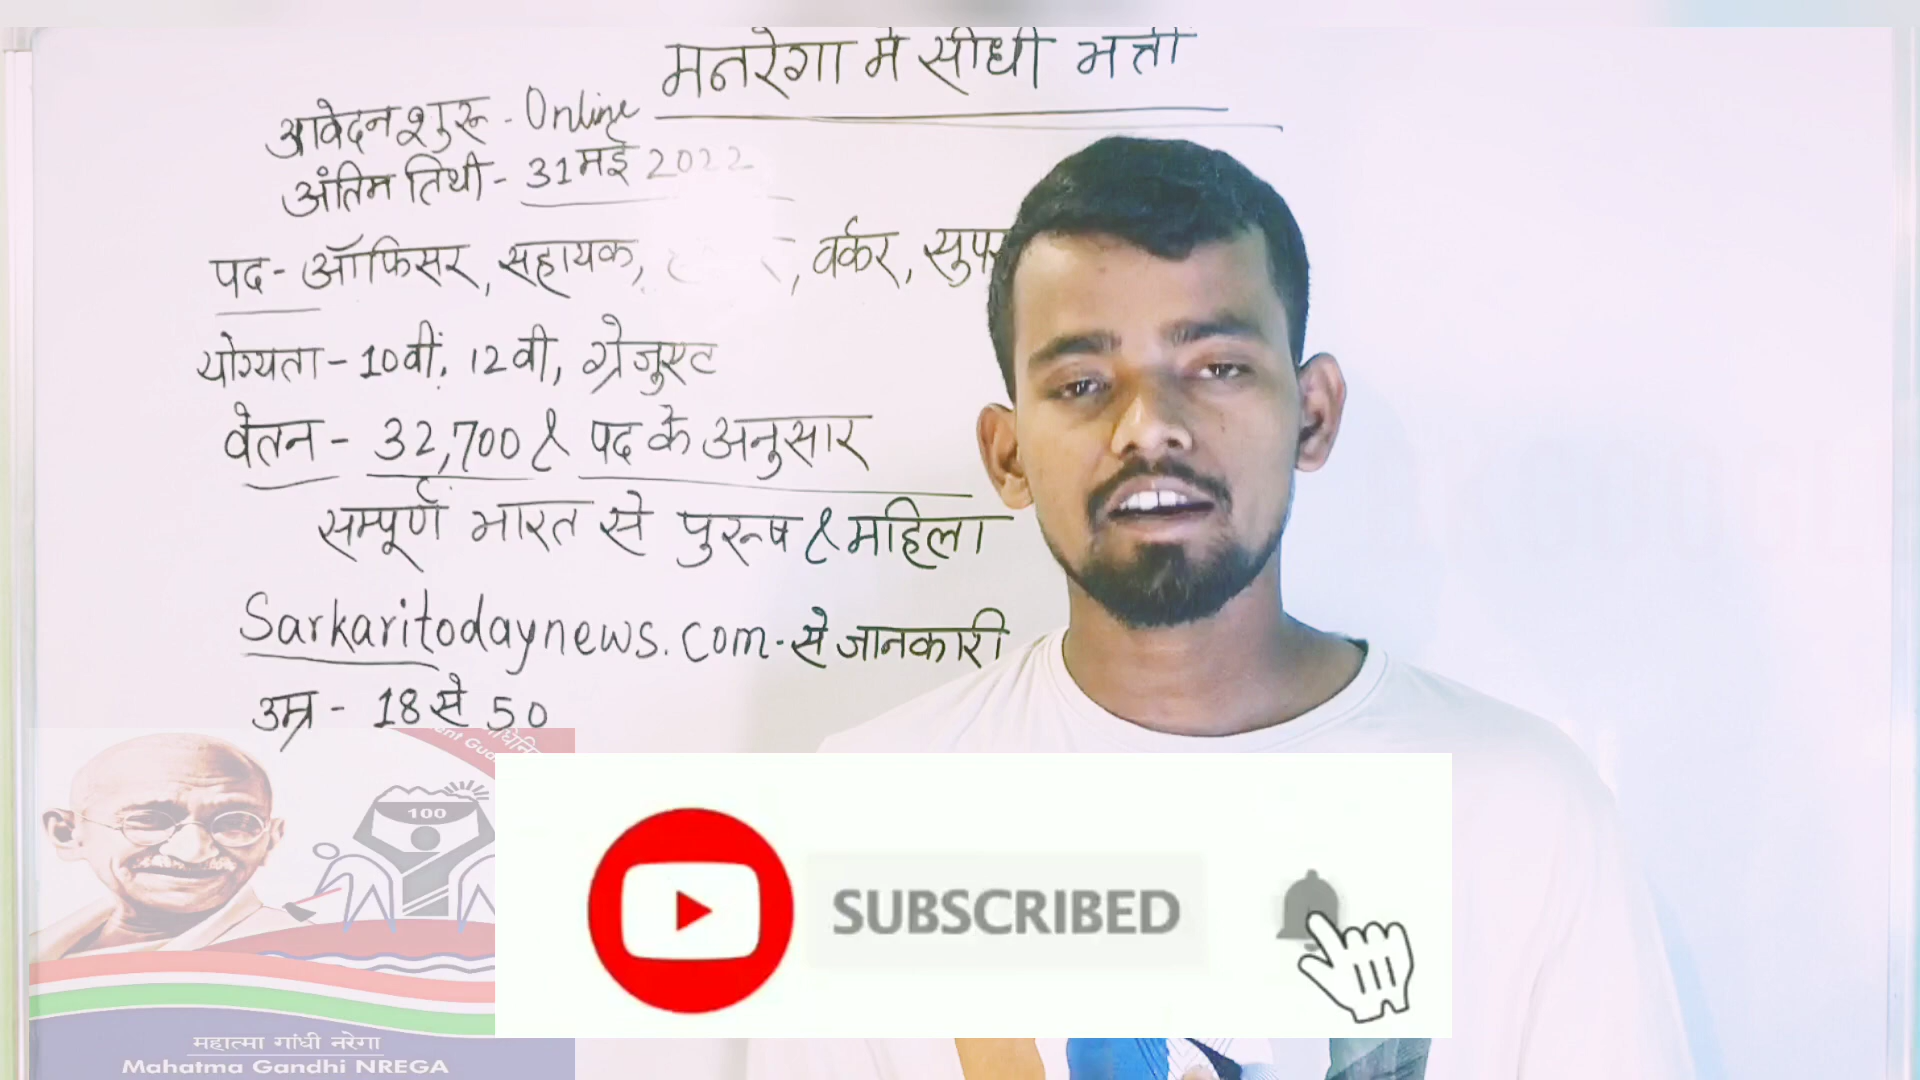 मनरेगा में सीधी भर्ती
आवेदन शुरू - Online
अंतिम तिथी - 31 मई 2022
पद - ऑफिसर, सहायक, वर्कर, सुपर
योग्यता - 10वीं, 12वी, ग्रेजुएट
वेतन - 32,700 & पद के अनुसार
सम्पूर्ण भारत से पुरूष & महिला
Sarkaritodaynews.com - से जानकारी
उम्र - 18 से 50
100
SUBSCRIBED
महात्मा गांधी नरेगा
Mahatma Gandhi NREGA